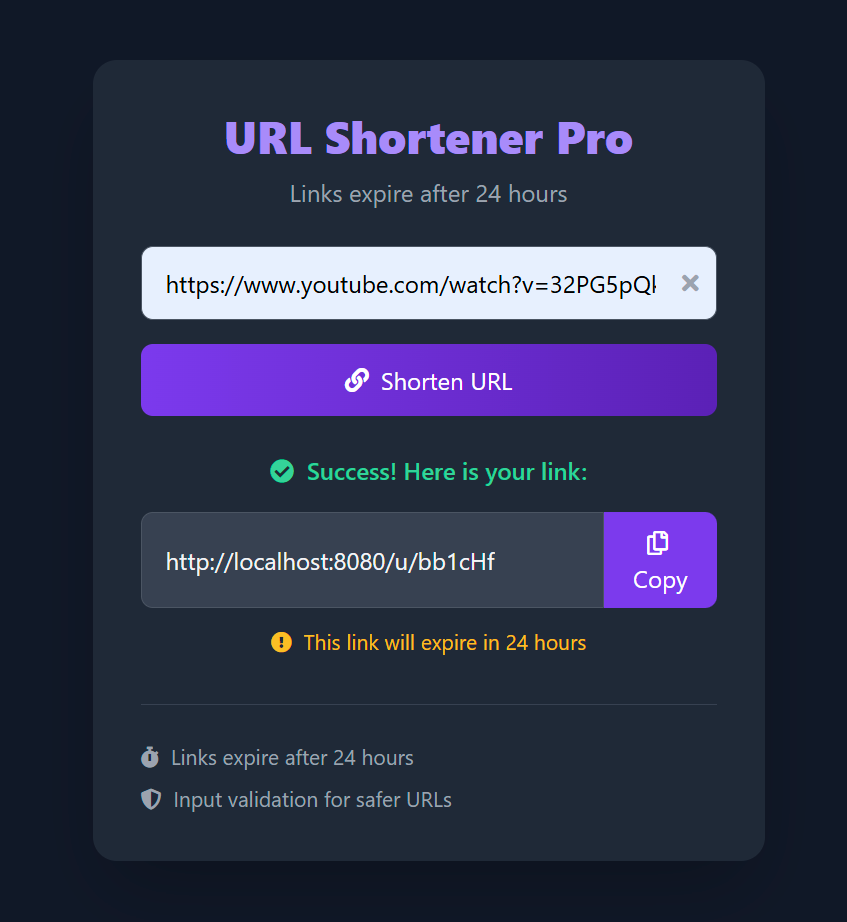 URL Shortener Pro
Links expire after 24 hours
https://www.youtube.com/watch?v=32PG5pQ
Shorten URL
Success! Here is your link:
http://localhost:8080/u/bb1cHf
Copy
This link will expire in 24 hours
Links expire after 24 hours
Input validation for safer URLs